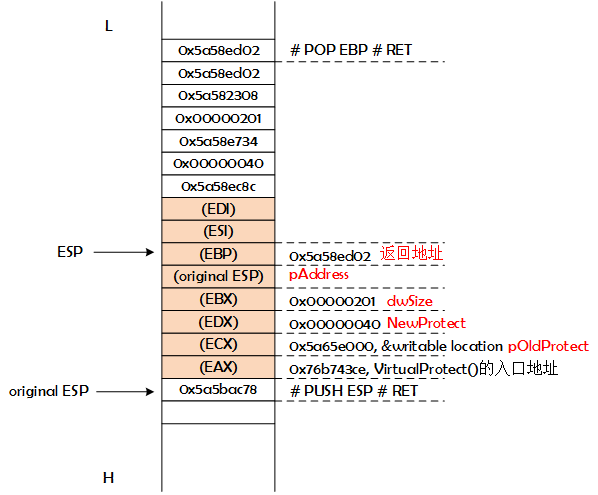 L
0x5a58ed02 # POP EBP # RET
0x5a58ed02
0x5a582308
0x00000201
0x5a58e734
0x00000040
0x5a58ec8c
(EDI)
(ESI)
ESP (EBP) 0x5a58ed02 返回地址
(original ESP) pAddress
(EBX) 0x00000201 dwSize
(EDX) 0x00000040 NewProtect
(ECX) 0x5a65e000, &writable location pOldProtect
(EAX) 0x76b743ce, VirtualProtect()的入口地址
original ESP 0x5a5bac78 # PUSH ESP # RET
H